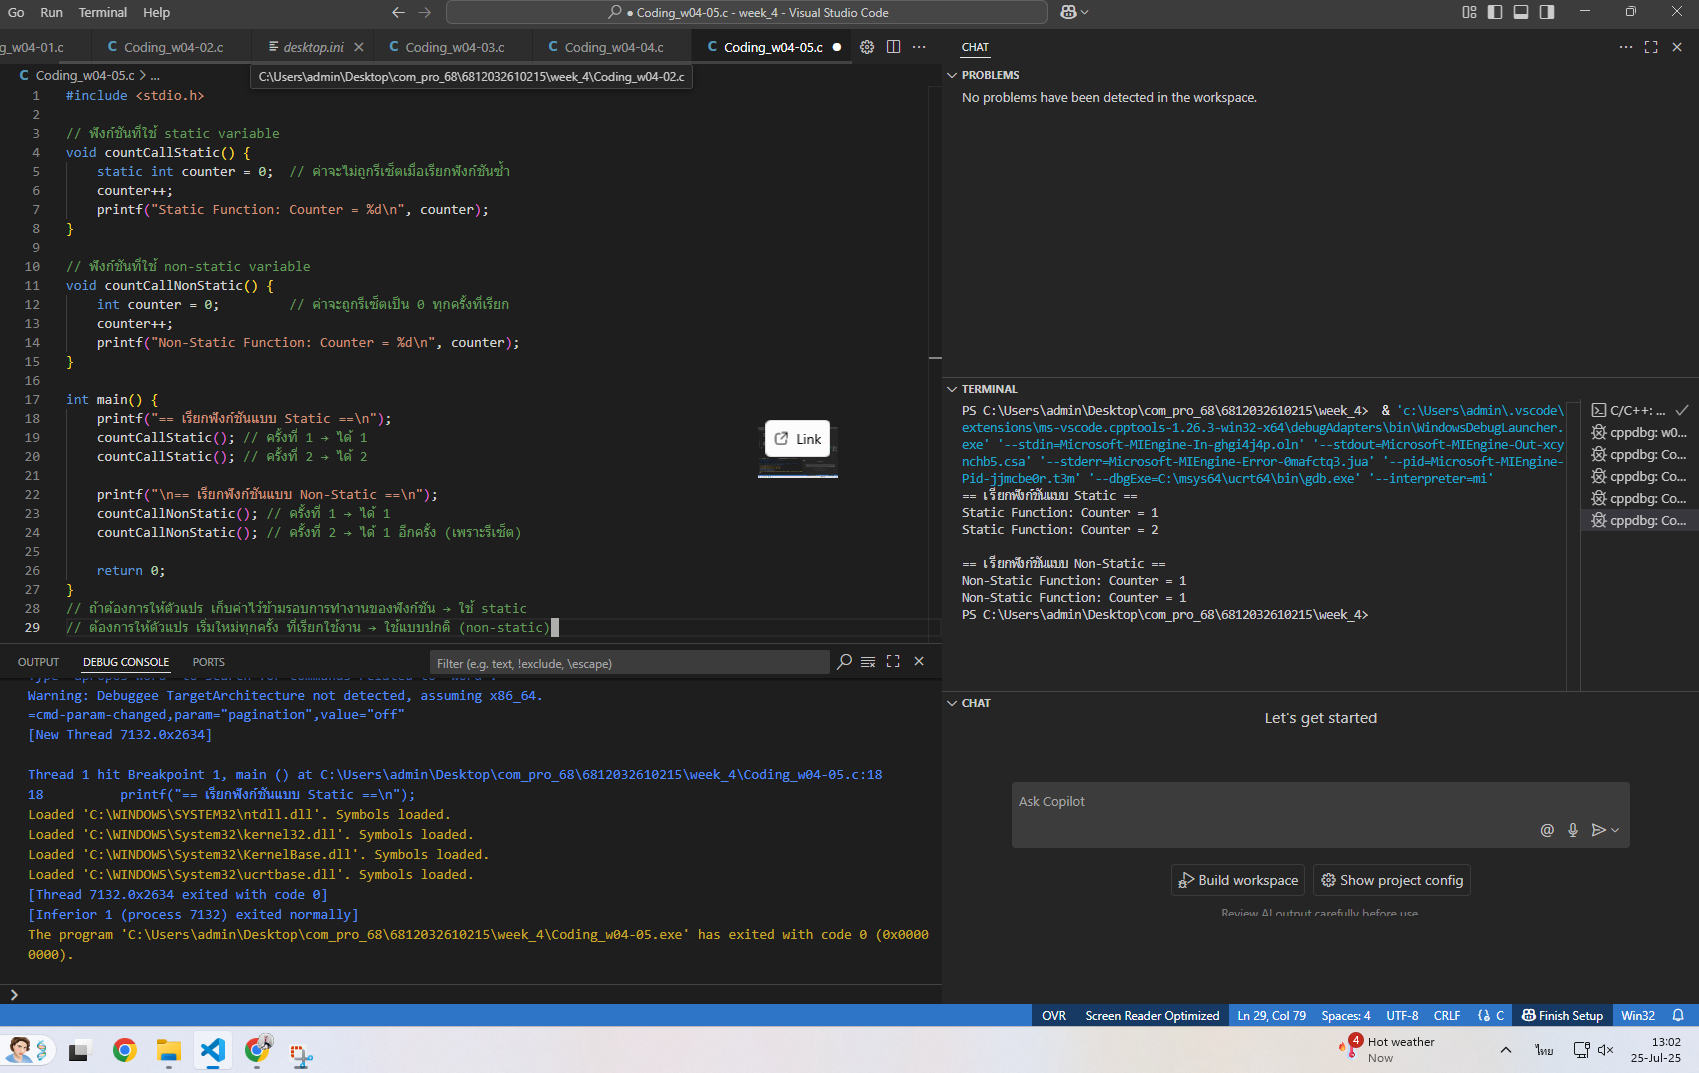 Go Run Terminal Help
● Coding_w04-05.c - week_4 - Visual Studio Code
g_w04-01.c
C Coding_w04-02.c
desktop.ini
C Coding_w04-03.c
C Coding_w04-04.c
C Coding_w04-05.c
C Coding_w04-05.c > ...
C:\Users\admin\Desktop\com_pro_68\6812032610215\week_4\Coding_w04-02.c
1 #include <stdio.h>
2
3 // ฟังก์ชันที่ใช้ static variable
4 void countCallStatic() {
5 static int counter = 0; // ค่าจะไม่ถูกรีเซ็ตเมื่อเรียกฟังก์ชันซ้ำ
6 counter++;
7 printf("Static Function: Counter = %d\n", counter);
8 }
9
10 // ฟังก์ชันที่ใช้ non-static variable
11 void countCallNonStatic() {
12 int counter = 0; // ค่าจะถูกรีเซ็ตเป็น 0 ทุกครั้งที่เรียก
13 counter++;
14 printf("Non-Static Function: Counter = %d\n", counter);
15 }
16
17 int main() {
18 printf("== เรียกฟังก์ชันแบบ Static ==\n");
19 countCallStatic(); // ครั้งที่ 1 → ได้ 1
20 countCallStatic(); // ครั้งที่ 2 → ได้ 2
21
22 printf("\n== เรียกฟังก์ชันแบบ Non-Static ==\n");
23 countCallNonStatic(); // ครั้งที่ 1 → ได้ 1
24 countCallNonStatic(); // ครั้งที่ 2 → ได้ 1 อีกครั้ง (เพราะรีเซ็ต)
25
26 return 0;
27 }
28 // ถ้าต้องการให้ตัวแปร เก็บค่าไว้ข้ามรอบการทำงานของฟังก์ชัน → ใช้ static
29 // ต้องการให้ตัวแปร เริ่มใหม่ทุกครั้ง ที่เรียกใช้งาน → ใช้แบบปกติ (non-static)
Link
OUTPUT DEBUG CONSOLE PORTS
Filter (e.g. text, !exclude, \escape)
Type "apropos word" to search for commands related to "word".
Warning: Debuggee TargetArchitecture not detected, assuming x86_64.
=cmd-param-changed,param="pagination",value="off"
[New Thread 7132.0x2634]
Thread 1 hit Breakpoint 1, main () at C:\Users\admin\Desktop\com_pro_68\6812032610215\week_4\Coding_w04-05.c:18
18 printf("== เรียกฟังก์ชันแบบ Static ==\n");
Loaded 'C:\WINDOWS\SYSTEM32\ntdll.dll'. Symbols loaded.
Loaded 'C:\WINDOWS\System32\kernel32.dll'. Symbols loaded.
Loaded 'C:\WINDOWS\System32\KernelBase.dll'. Symbols loaded.
Loaded 'C:\WINDOWS\System32\ucrtbase.dll'. Symbols loaded.
[Thread 7132.0x2634 exited with code 0]
[Inferior 1 (process 7132) exited normally]
The program 'C:\Users\admin\Desktop\com_pro_68\6812032610215\week_4\Coding_w04-05.exe' has exited with code 0 (0x0000
0000).
CHAT
PROBLEMS
No problems have been detected in the workspace.
TERMINAL
PS C:\Users\admin\Desktop\com_pro_68\6812032610215\week_4> & 'c:\Users\admin\.vscode\
extensions\ms-vscode.cpptools-1.26.3-win32-x64\debugAdapters\bin\WindowsDebugLauncher.
exe' '--stdin=Microsoft-MIEngine-In-ghgi4j4p.oln' '--stdout=Microsoft-MIEngine-Out-xcy
nchb5.csa' '--stderr=Microsoft-MIEngine-Error-0mafctq3.jua' '--pid=Microsoft-MIEngine-
Pid-jjmcbe0r.t3m' '--dbgExe=C:\msys64\ucrt64\bin\gdb.exe' '--interpreter=mi'
== เรียกฟังก์ชันแบบ Static ==
Static Function: Counter = 1
Static Function: Counter = 2
== เรียกฟังก์ชันแบบ Non-Static ==
Non-Static Function: Counter = 1
Non-Static Function: Counter = 1
PS C:\Users\admin\Desktop\com_pro_68\6812032610215\week_4>
C/C++: ...
cppdbg: w0...
cppdbg: Co...
cppdbg: Co...
cppdbg: Co...
cppdbg: Co...
CHAT
Let's get started
Ask Copilot
Build workspace
Show project config
Review AI output carefully before use.
OVR Screen Reader Optimized Ln 29, Col 79 Spaces: 4 UTF-8 CRLF C Finish Setup Win32
4
Hot weather
Now
ไทย
13:02
25-Jul-25